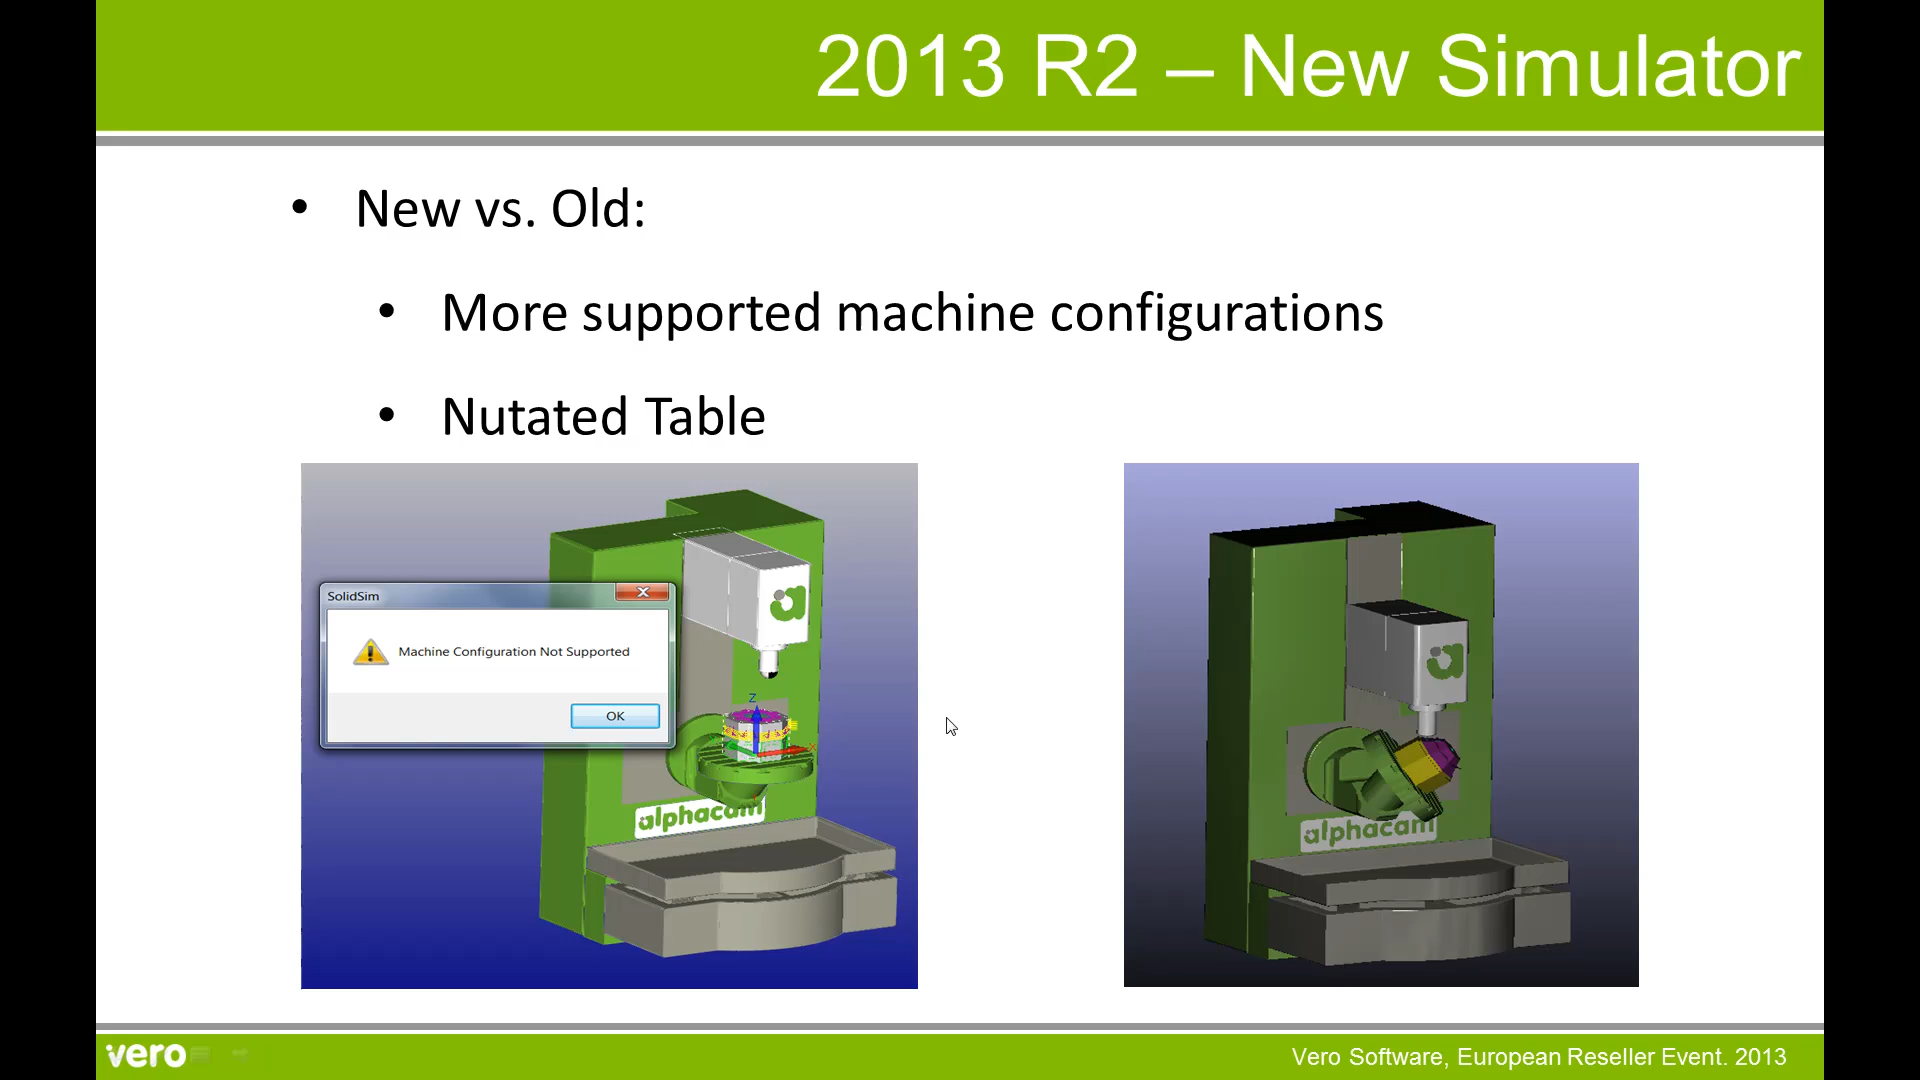 2013 R2 – New Simulator
• New vs. Old:
• More supported machine configurations
• Nutated Table
SolidSim
Machine Configuration Not Supported
OK
Z
X
alphacam
alphacam
vero
Vero Software, European Reseller Event. 2013